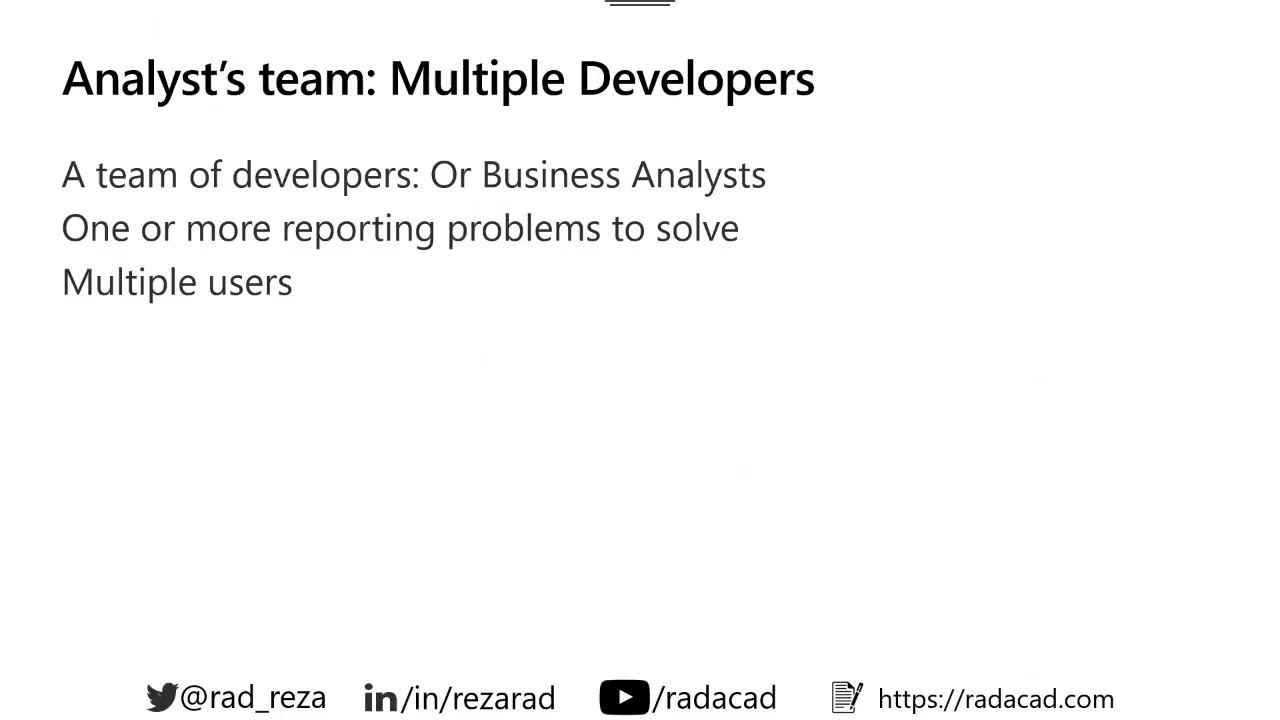 Analyst's team: Multiple Developers
A team of developers: Or Business Analysts
One or more reporting problems to solve
Multiple users
@rad_reza in/in/rezarad /radacad https://radacad.com